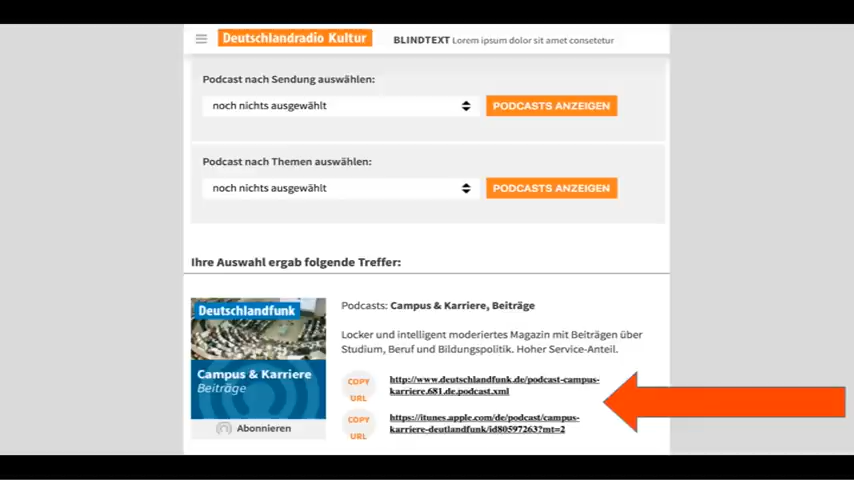 Deutschlandradio Kultur BLINDTEXT Lorem ipsum dolor sit amet consetetur
Podcast nach Sendung auswählen:
noch nichts ausgewählt PODCASTS ANZEIGEN
Podcast nach Themen auswählen:
noch nichts ausgewählt PODCASTS ANZEIGEN
Ihre Auswahl ergab folgende Treffer:
Deutschlandfunk
Campus & Karriere
Beiträge
Abonnieren
Podcasts: Campus & Karriere, Beiträge
Locker und intelligent moderiertes Magazin mit Beiträgen über
Studium, Beruf und Bildungspolitik. Hoher Service-Anteil.
COPY
URL
http://www.deutschlandfunk.de/podcast-campus-
karriere.681.de.podcast.xml
COPY
URL
https://itunes.apple.com/de/podcast/campus-
karriere-deutlandfunk/id80597263?mt=2